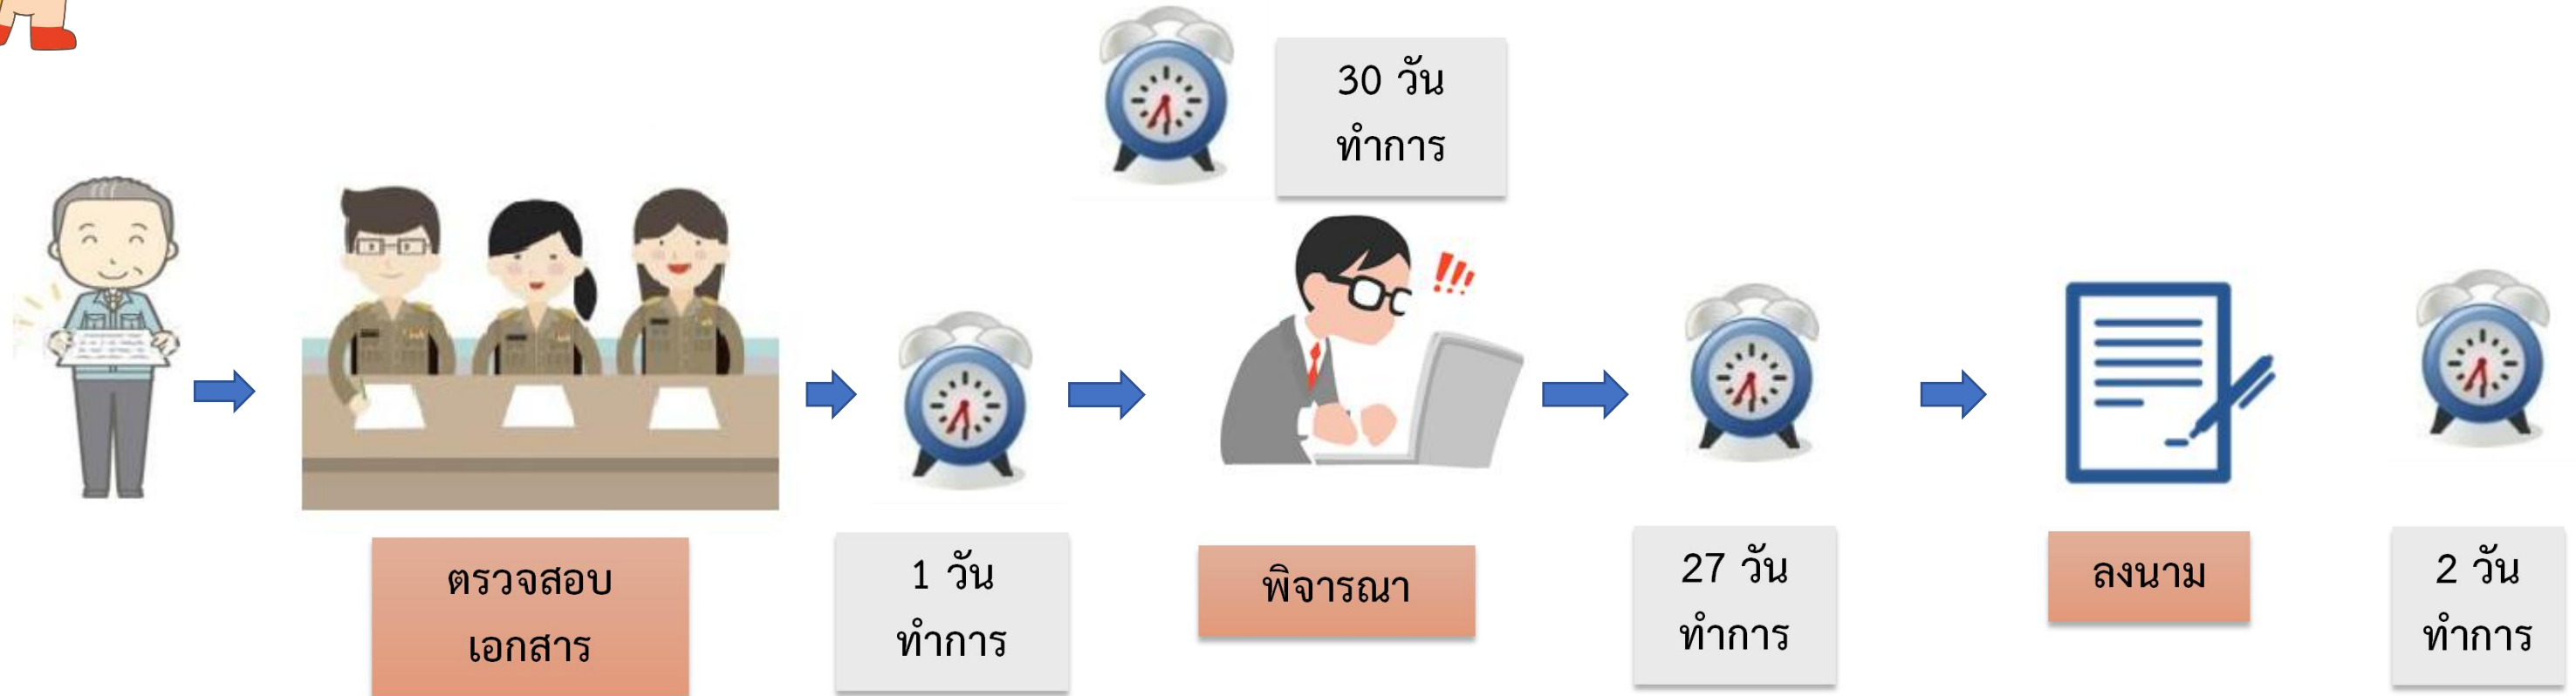 30 วัน
ทำการ
ตรวจสอบ
เอกสาร
1 วัน
ทำการ
พิจารณา
27 วัน
ทำการ
ลงนาม
2 วัน
ทำการ